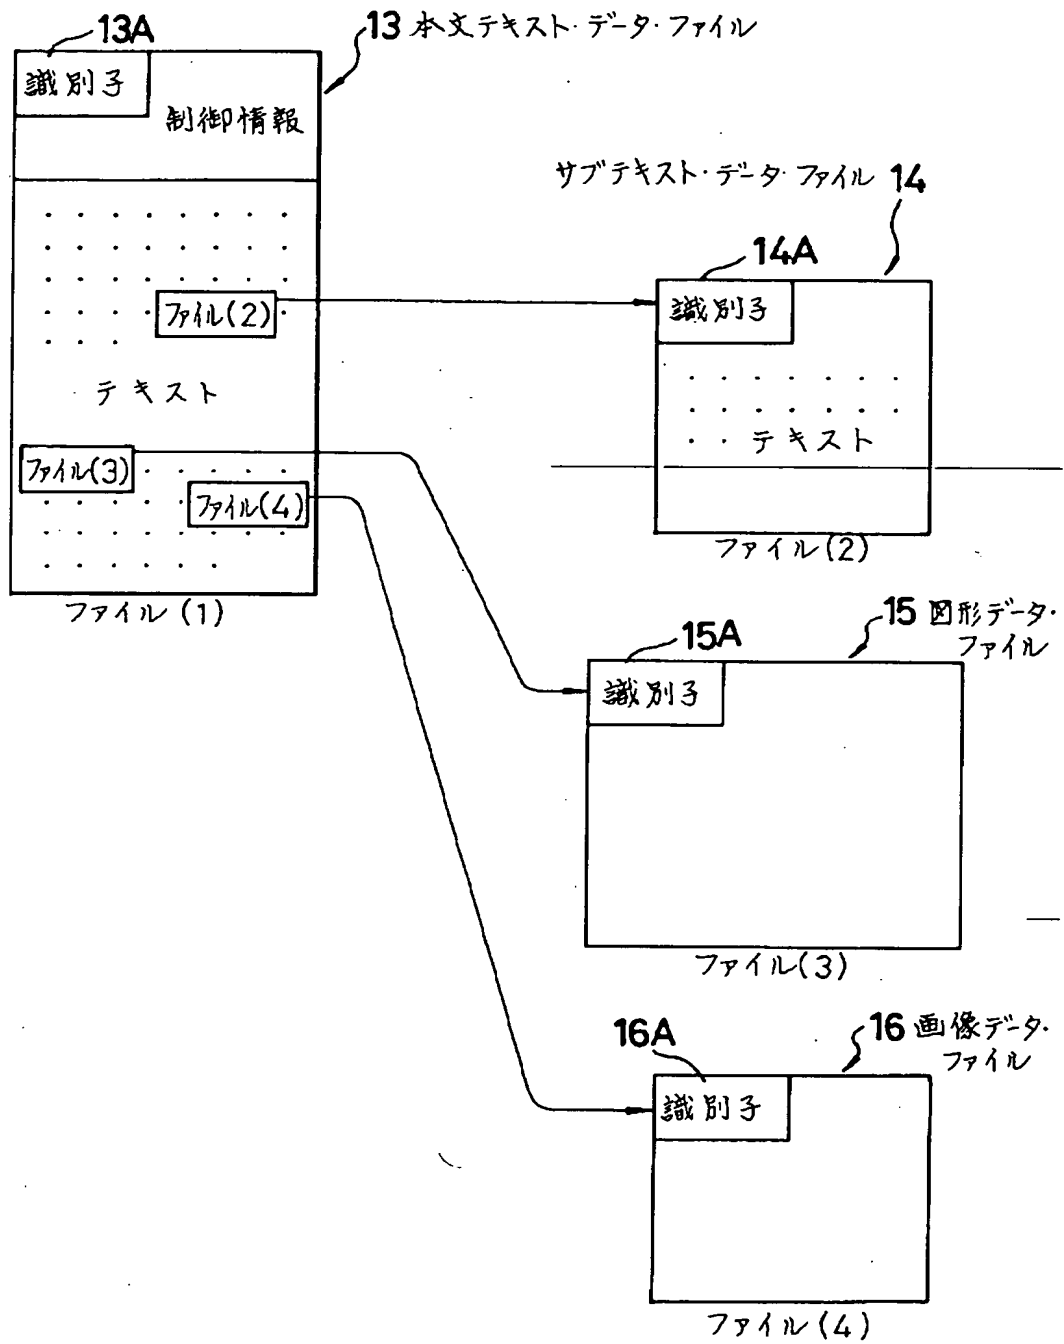 13A
13 本文テキスト・データ・ファイル
識別子
制御情報
ファイル(2)
テキスト
ファイル(3)
ファイル(4)
ファイル(1)
サブテキスト・データ・ファイル 14
14A
識別子
テキスト
ファイル(2)
15 図形データ・
ファイル
15A
識別子
ファイル(3)
16 画像データ・
ファイル
16A
識別子
ファイル(4)